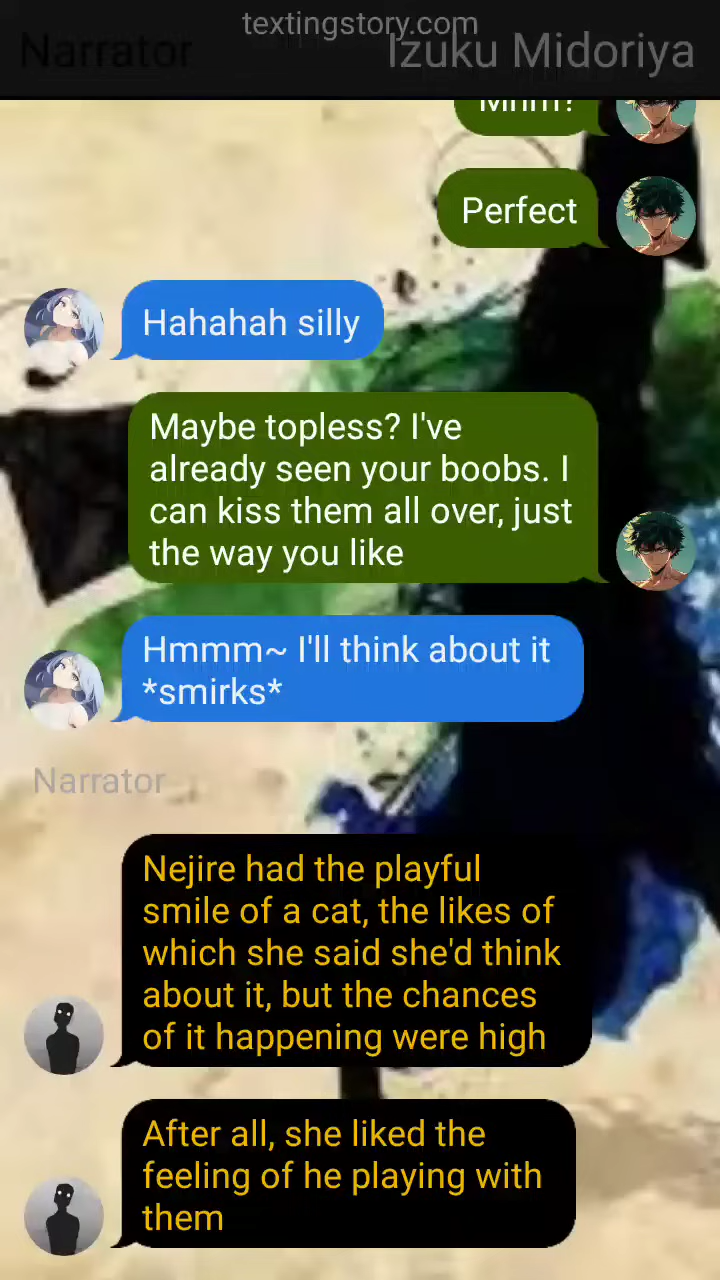 textingstory.com
Narrator
Izuku Midoriya
Mhm?
Perfect
Hahahah silly
Maybe topless? I've
already seen your boobs. I
can kiss them all over, just
the way you like
Hmmm~ I'll think about it
*smirks*
Narrator
Nejire had the playful
smile of a cat, the likes of
which she said she'd think
about it, but the chances
of it happening were high
After all, she liked the
feeling of he playing with
them